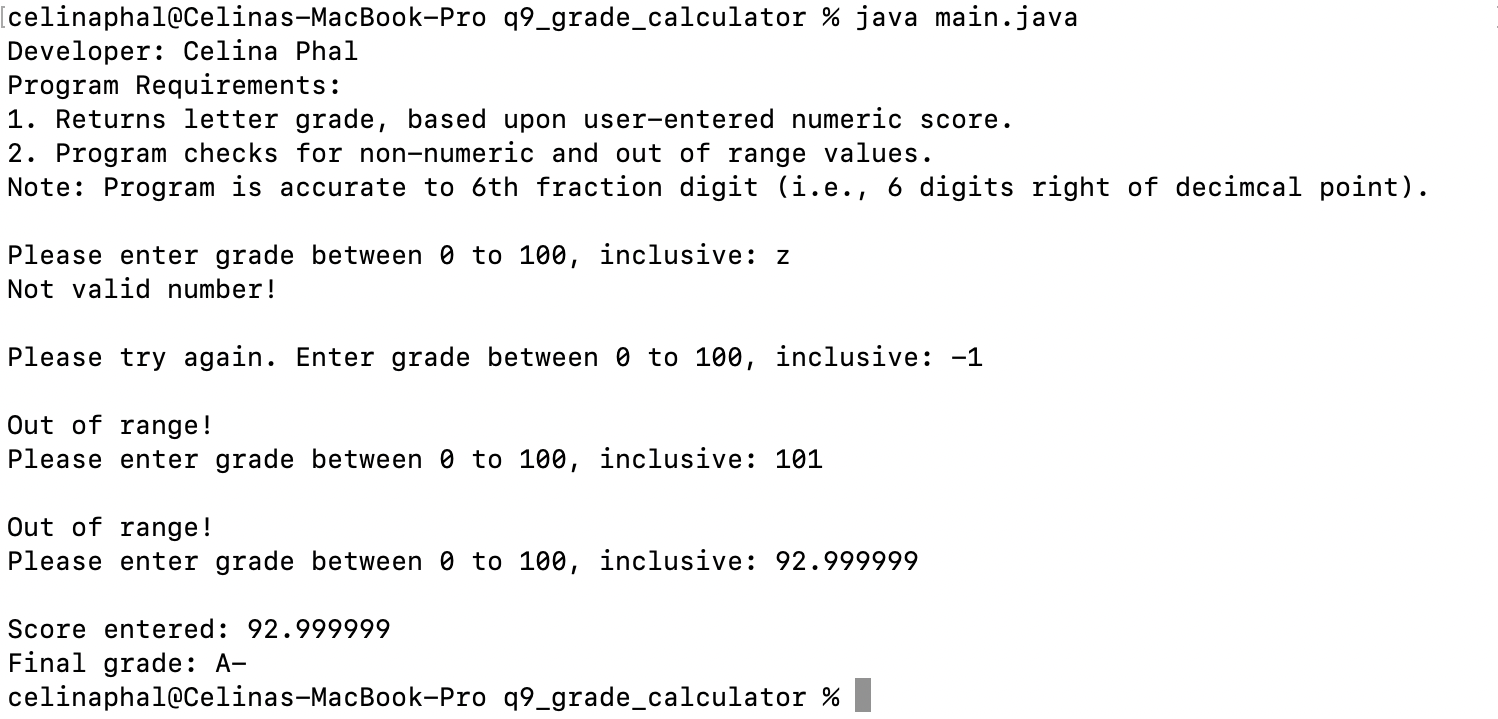 celinaphal@Celinas-MacBook-Pro q9_grade_calculator % java main.java
Developer: Celina Phal
Program Requirements:
1. Returns letter grade, based upon user-entered numeric score.
2. Program checks for non-numeric and out of range values.
Note: Program is accurate to 6th fraction digit (i.e., 6 digits right of decimcal point).
Please enter grade between 0 to 100, inclusive: z
Not valid number!
Please try again. Enter grade between 0 to 100, inclusive: -1
Out of range!
Please enter grade between 0 to 100, inclusive: 101
Out of range!
Please enter grade between 0 to 100, inclusive: 92.999999
Score entered: 92.999999
Final grade: A-
celinaphal@Celinas-MacBook-Pro q9_grade_calculator %